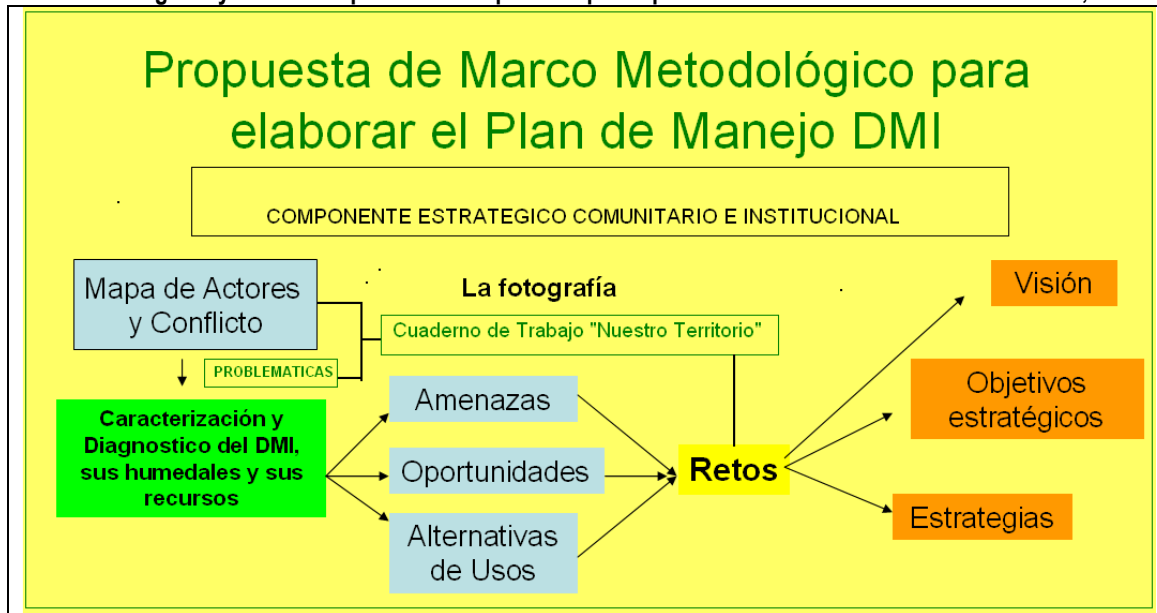 Propuesta de Marco Metodológico para
elaborar el Plan de Manejo DMI
COMPONENTE ESTRATEGICO COMUNITARIO E INSTITUCIONAL
Mapa de Actores
y Conflicto
La fotografía
Visión
Cuaderno de Trabajo "Nuestro Territorio"
PROBLEMATICAS
Caracterización y
Diagnostico del DMI,
sus humedales y sus
recursos
Amenazas
Oportunidades
Alternativas
de Usos
Retos
Objetivos
estratégicos
Estrategias